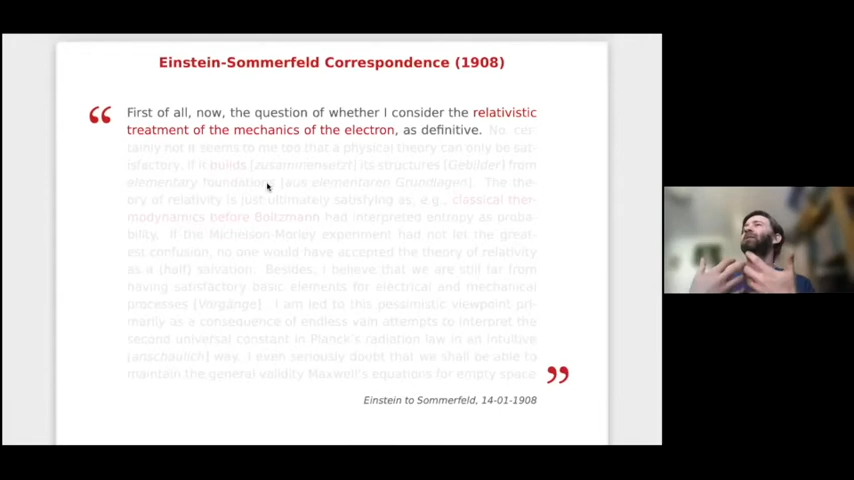 Einstein-Sommerfeld Correspondence (1908)
“ First of all, now, the question of whether I consider the relativistic
treatment of the mechanics of the electron, as definitive. No, cer-
tainly not it seems to me too that a physical theory can only be sat-
isfactory, if it builds [zusammensetzt] its structures [Gebilder] from
elementary foundations [aus elementaren Grundlagen]. The the-
ory of relativity is just ultimately satisfying as, e.g., classical ther-
modynamics before Boltzmann had interpreted entropy as proba-
bility. If the Michelson-Morley experiment had not let the great-
est confusion, no one would have accepted the theory of relativity
as a (half) salvation. Besides, I believe that we are still far from
having satisfactory basic elements for electrical and mechanical
processes [Vorgänge]. I am led to this pessimistic viewpoint pri-
marily as a consequence of endless vain attempts to interpret the
second universal constant in Planck's radiation law in an intuitive
[anschaulich] way. I even seriously doubt that we shall be able to
maintain the general validity Maxwell's equations for empty space ”
Einstein to Sommerfeld, 14-01-1908